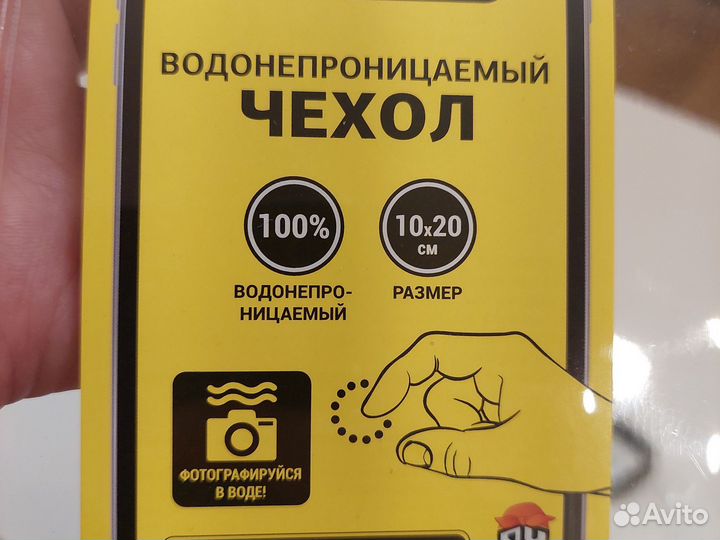 ВОДОНЕПРОНИЦАЕМЫЙ
ЧЕХОЛ
100%
ВОДОНЕПРО-
НИЦАЕМЫЙ
10х20
СМ
РАЗМЕР
ФОТОГРАФИРУЙСЯ
В ВОДЕ!
Avito